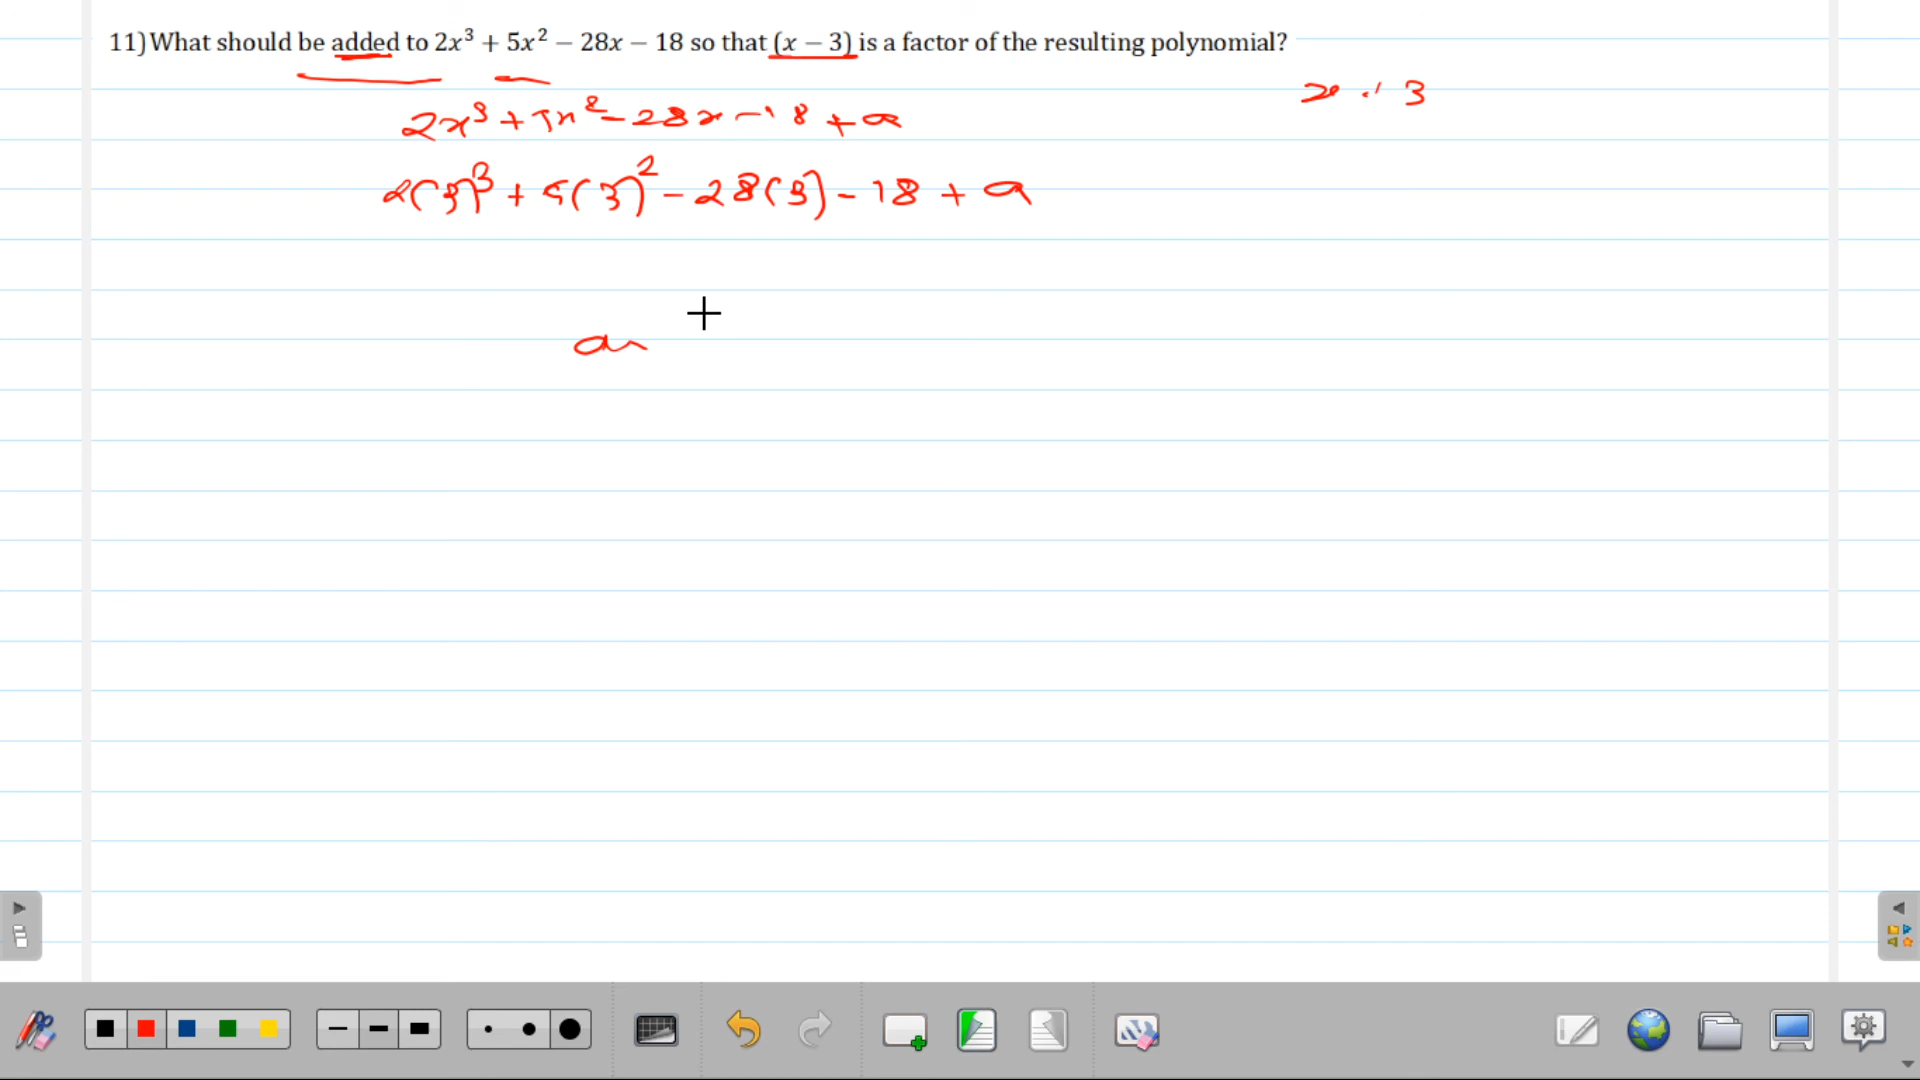 11) What should be added to 2x³ + 5x² − 28x − 18 so that (x − 3) is a factor of the resulting polynomial?
x = 3
2x³ + 5x² − 28x − 18 + a
2(3)³ + 5(3)² − 28(3) − 18 + a